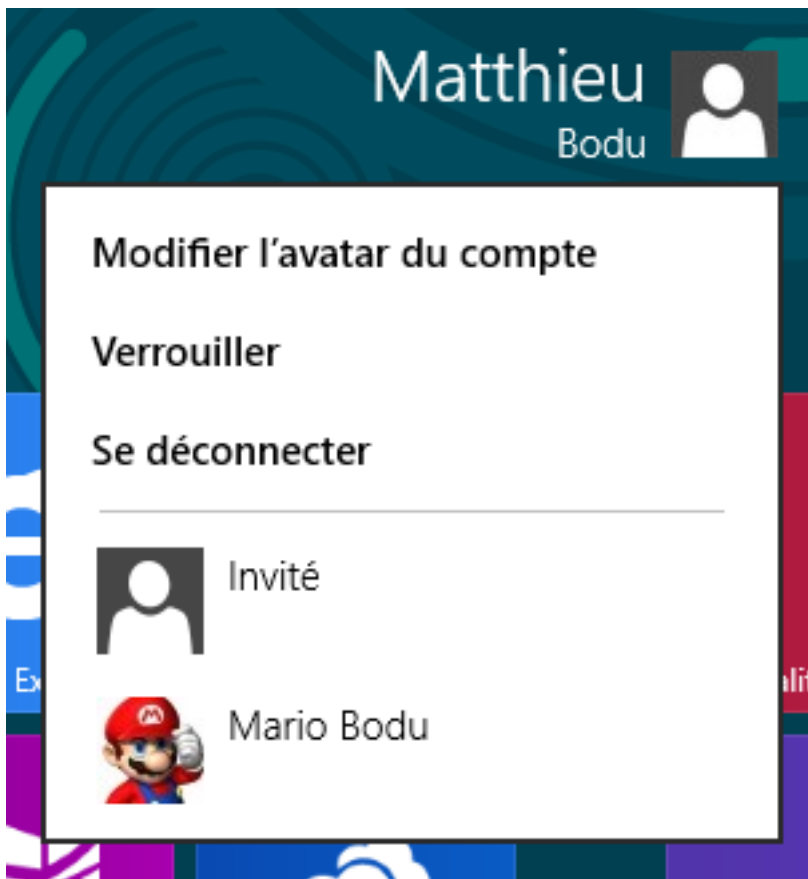 Matthieu
Bodu
Modifier l’avatar du compte
Verrouiller
Se déconnecter
Invité
Mario Bodu